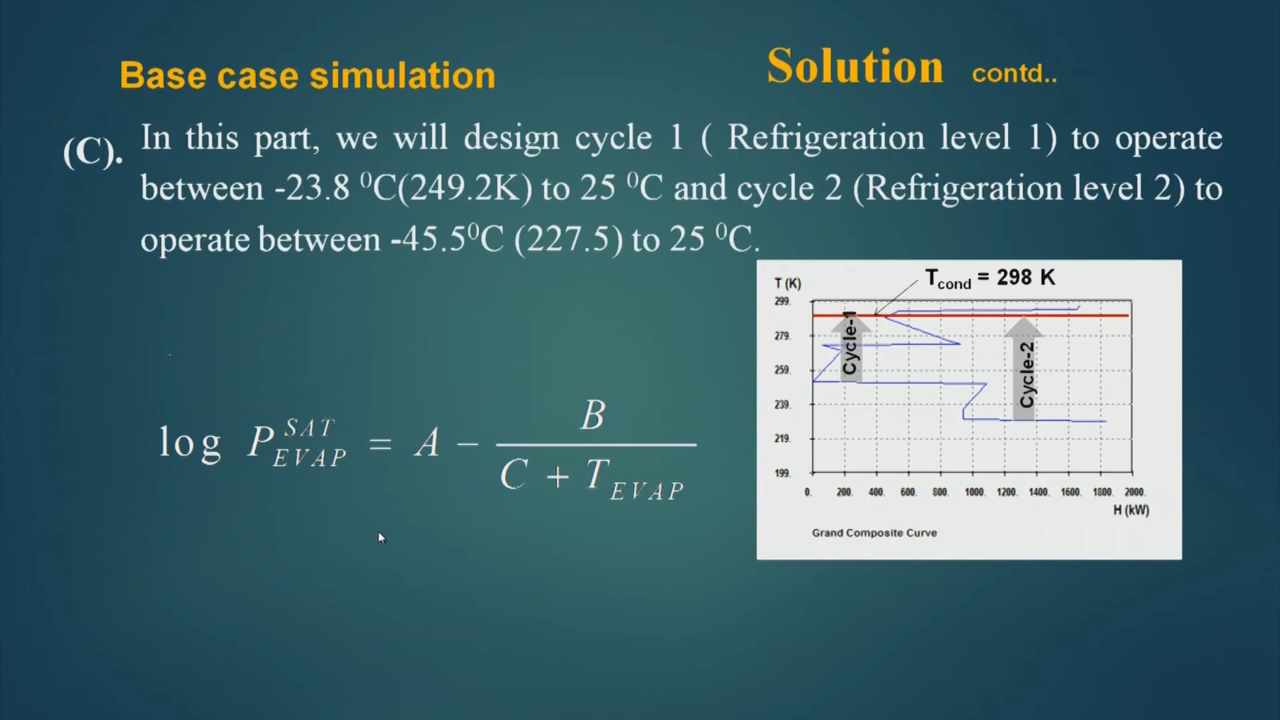 Base case simulation
Solution contd..
(C). In this part, we will design cycle 1 ( Refrigeration level 1) to operate
between -23.8 ⁰C(249.2K) to 25 ⁰C and cycle 2 (Refrigeration level 2) to
operate between -45.5⁰C (227.5) to 25 ⁰C.
log P_EVAP^SAT = A - B / (C + T_EVAP)
T_cond = 298 K
T (K)
299.
279.
259.
239.
219.
199.
Cycle-1
Cycle-2
0. 200. 400. 600. 800. 1000. 1200. 1400. 1600. 1800. 2000.
H (kW)
Grand Composite Curve